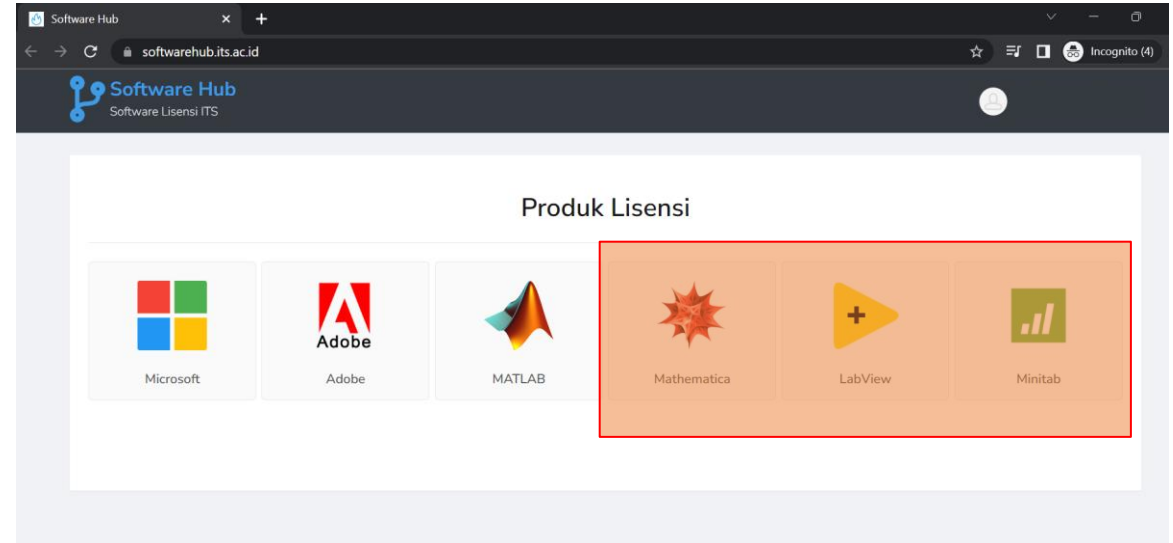 Software Hub
softwarehub.its.ac.id
Incognito (4)
Software Hub
Software Lisensi ITS
Produk Lisensi
Adobe
Microsoft
Adobe
MATLAB
Mathematica
LabView
Minitab